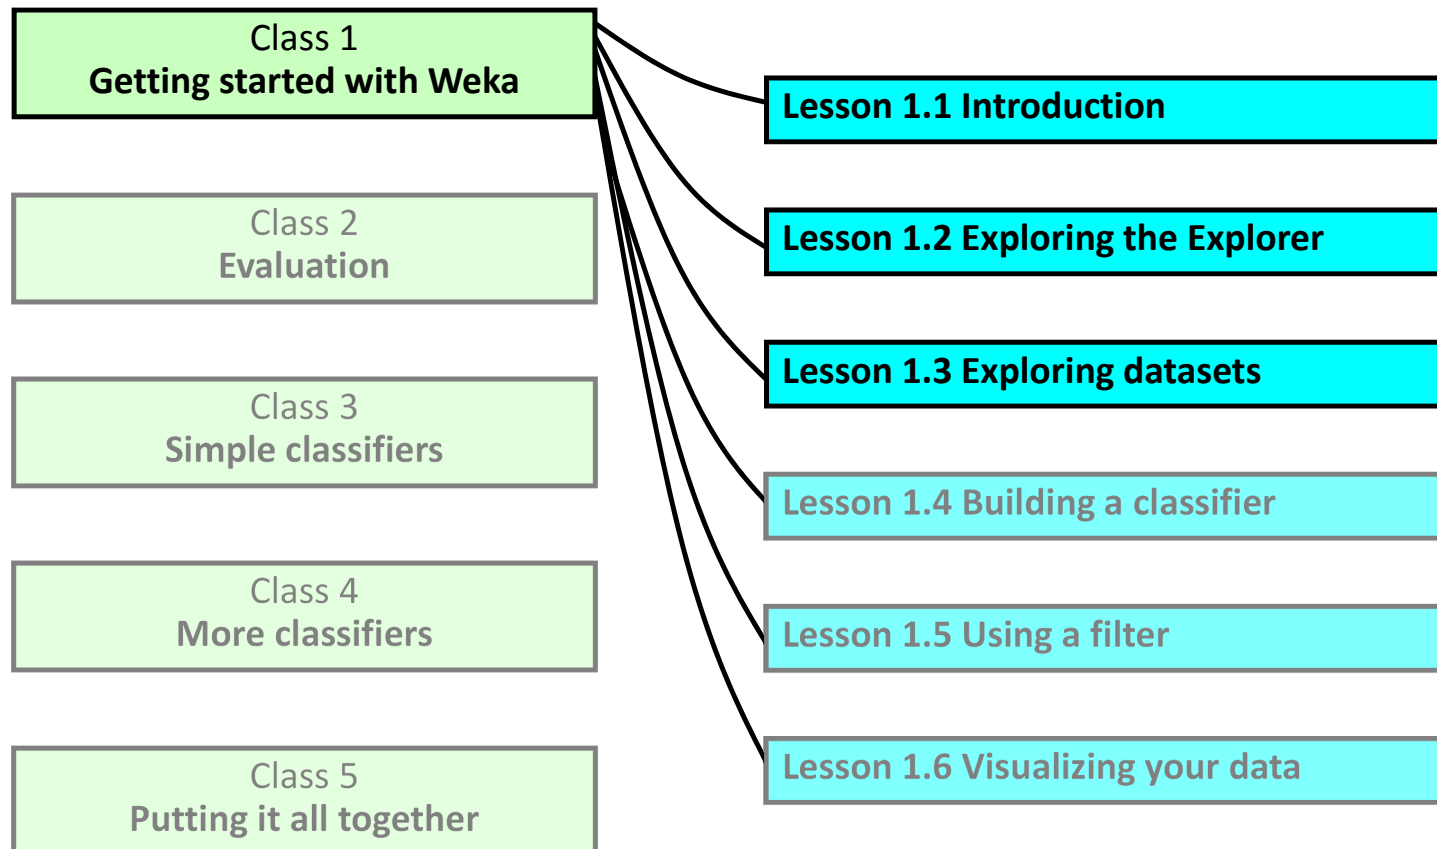 Class 1
Getting started with Weka
Class 2
Evaluation
Class 3
Simple classifiers
Class 4
More classifiers
Class 5
Putting it all together
Lesson 1.1 Introduction
Lesson 1.2 Exploring the Explorer
Lesson 1.3 Exploring datasets
Lesson 1.4 Building a classifier
Lesson 1.5 Using a filter
Lesson 1.6 Visualizing your data